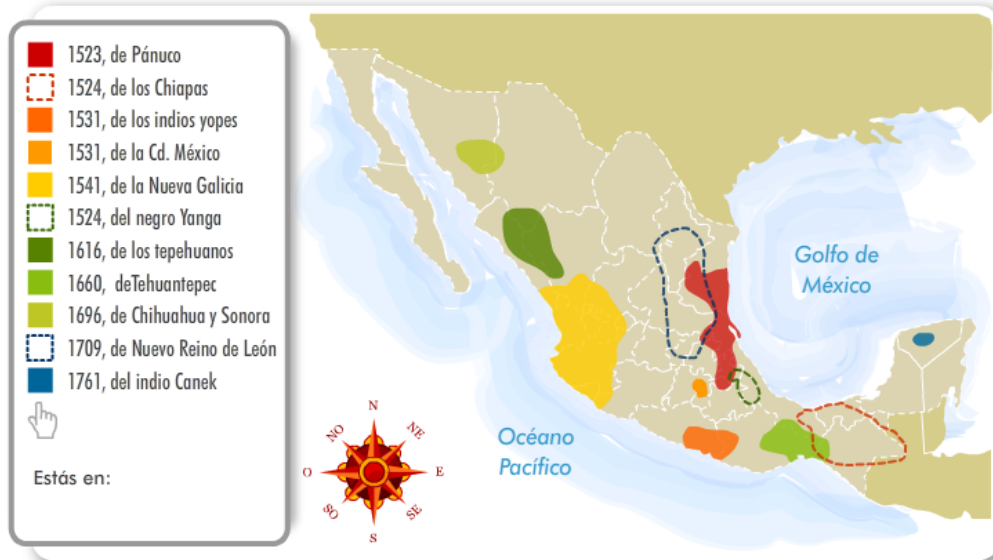 1523, de Pánuco
1524, de los Chiapas
1531, de los indios yopes
1531, de la Cd. México
1541, de la Nueva Galicia
1524, del negro Yanga
1616, de los tepehuanos
1660, deTehuantepec
1696, de Chihuahua y Sonora
1709, de Nuevo Reino de León
1761, del indio Canek
Estás en:
Golfo de
México
Océano
Pacífico
N
NO
NE
O
E
SO
SE
S